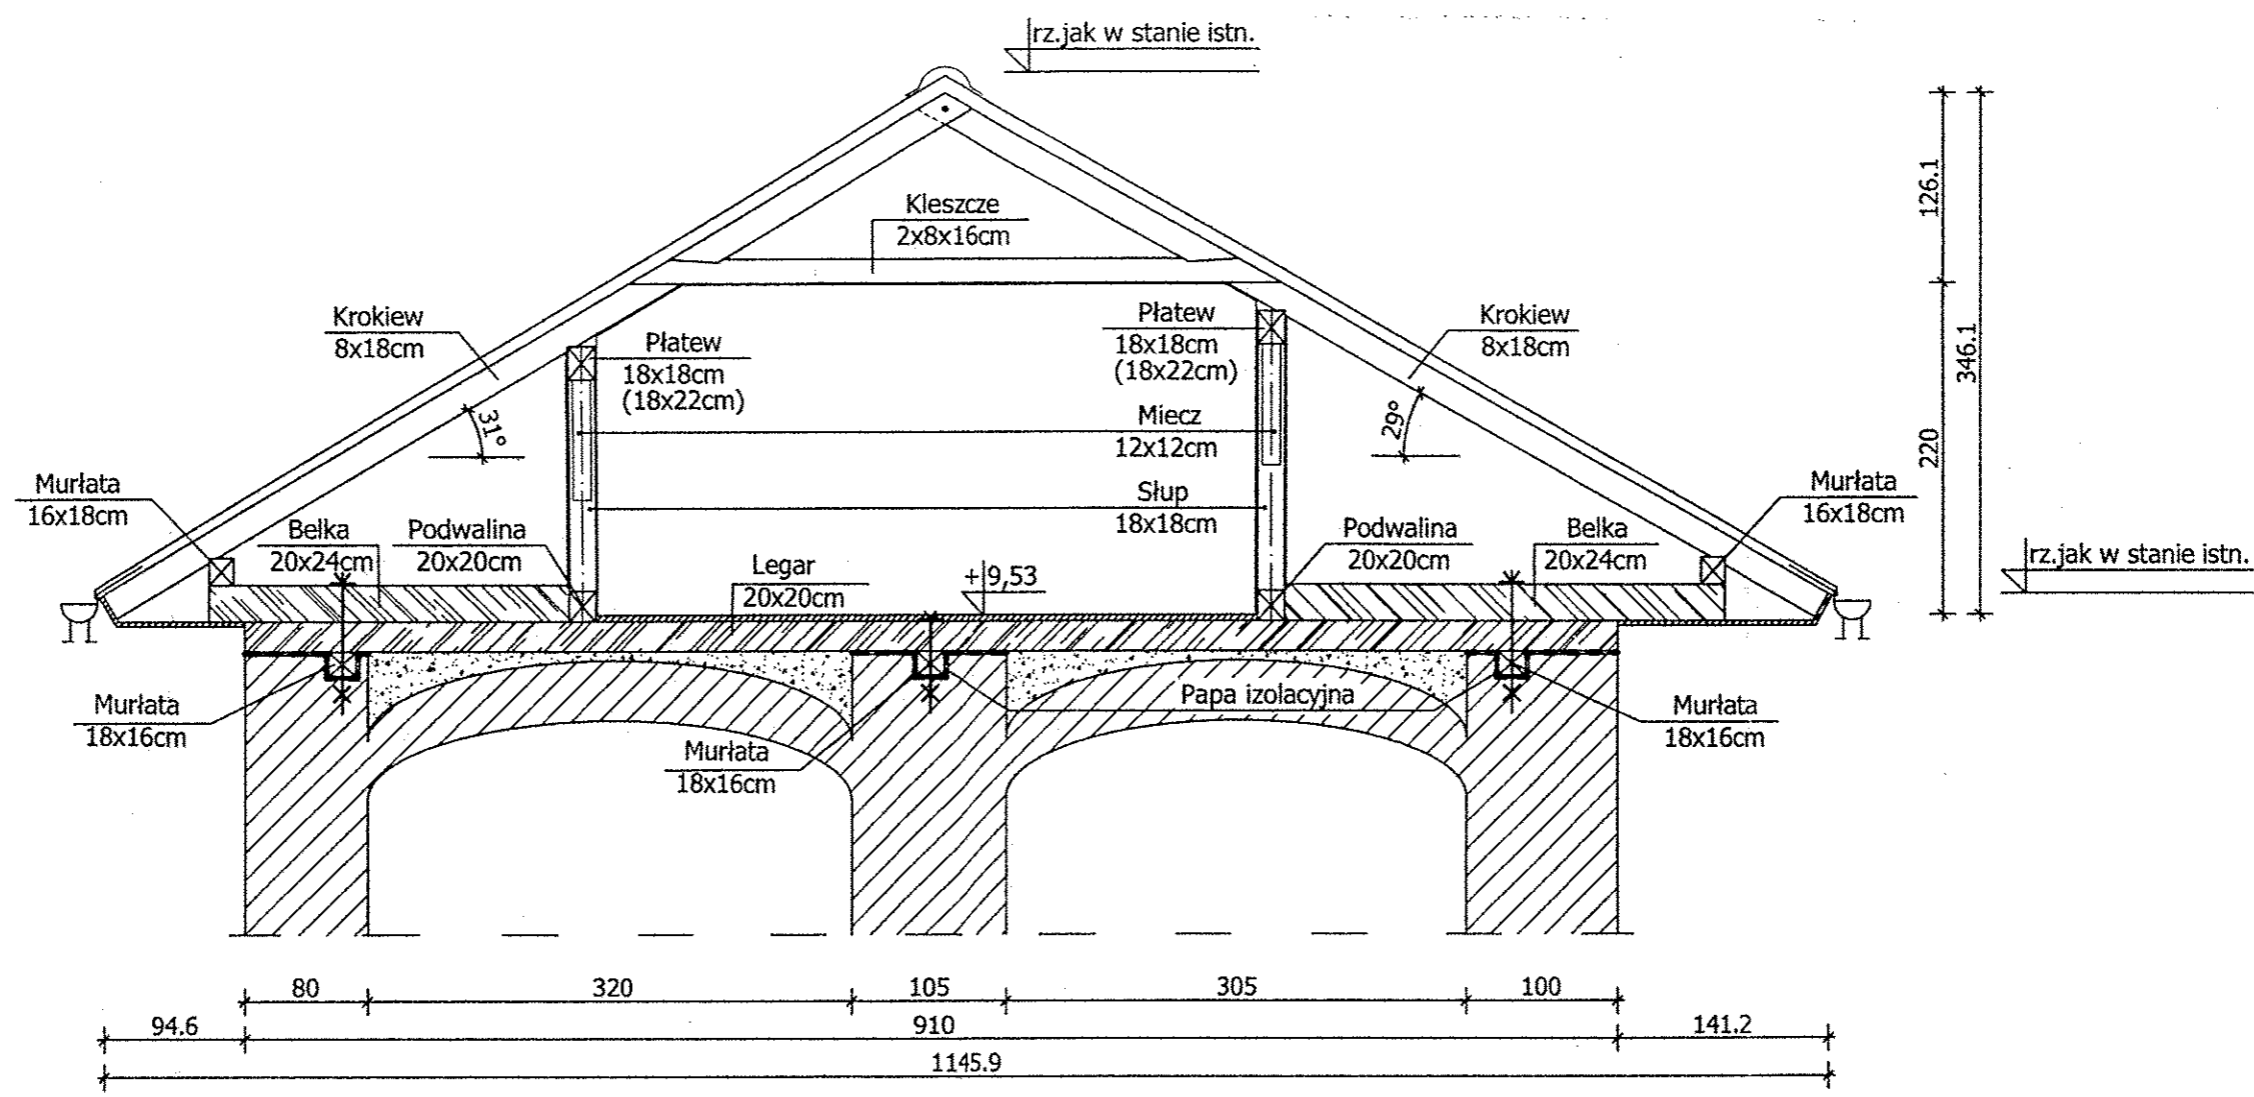 rz.jak w stanie istn.
Kleszcze
2x8x16cm
126.1
346.1
220
Krokiew
8x18cm
Płatew
18x18cm
(18x22cm)
Płatew
18x18cm
(18x22cm)
Krokiew
8x18cm
31°
29°
Miecz
12x12cm
Słup
18x18cm
Murłata
16x18cm
Belka
20x24cm
Podwalina
20x20cm
Legar
20x20cm
+9,53
Podwalina
20x20cm
Belka
20x24cm
Murłata
16x18cm
rz.jak w stanie istn.
Murłata
18x16cm
Murłata
18x16cm
Papa izolacyjna
Murłata
18x16cm
80
320
105
305
100
94.6
910
141.2
1145.9